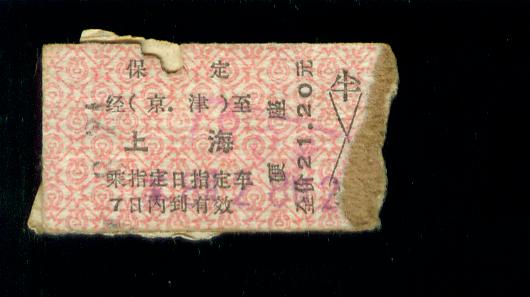 保 定
经(京.津)至
上 海
乘指定日指定车
7日内到有效
硬座
全价21.20元
半